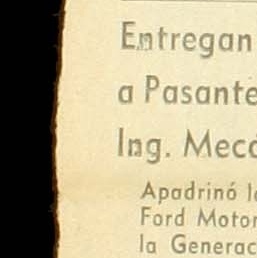 Entregan
a Pasante
Ing. Mecá
Apadrinó l
Ford Motor
la Generac